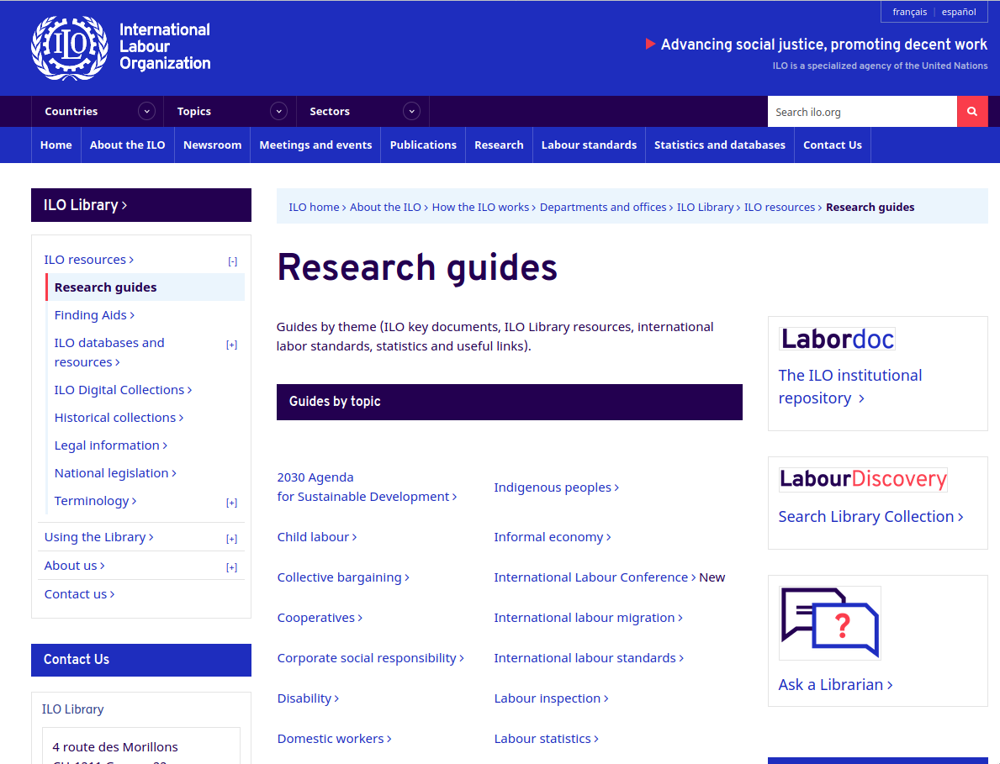 français | español
International
Labour
Organization
Advancing social justice, promoting decent work
ILO is a specialized agency of the United Nations
Countries
Topics
Sectors
Search ilo.org
Home
About the ILO
Newsroom
Meetings and events
Publications
Research
Labour standards
Statistics and databases
Contact Us
ILO Library ›
ILO resources › [-]
Research guides
Finding Aids ›
ILO databases and [+]
resources ›
ILO Digital Collections ›
Historical collections ›
Legal information ›
National legislation ›
Terminology › [+]
Using the Library › [+]
About us › [+]
Contact us ›
Contact Us
ILO Library
4 route des Morillons
ILO home › About the ILO › How the ILO works › Departments and offices › ILO Library › ILO resources › Research guides
Research guides
Guides by theme (ILO key documents, ILO Library resources, international
labor standards, statistics and useful links).
Guides by topic
2030 Agenda
for Sustainable Development ›
Indigenous peoples ›
Child labour ›
Informal economy ›
Collective bargaining ›
International Labour Conference › New
Cooperatives ›
International labour migration ›
Corporate social responsibility ›
International labour standards ›
Disability ›
Labour inspection ›
Domestic workers ›
Labour statistics ›
Labordoc
The ILO institutional
repository ›
LabourDiscovery
Search Library Collection ›
?
Ask a Librarian ›